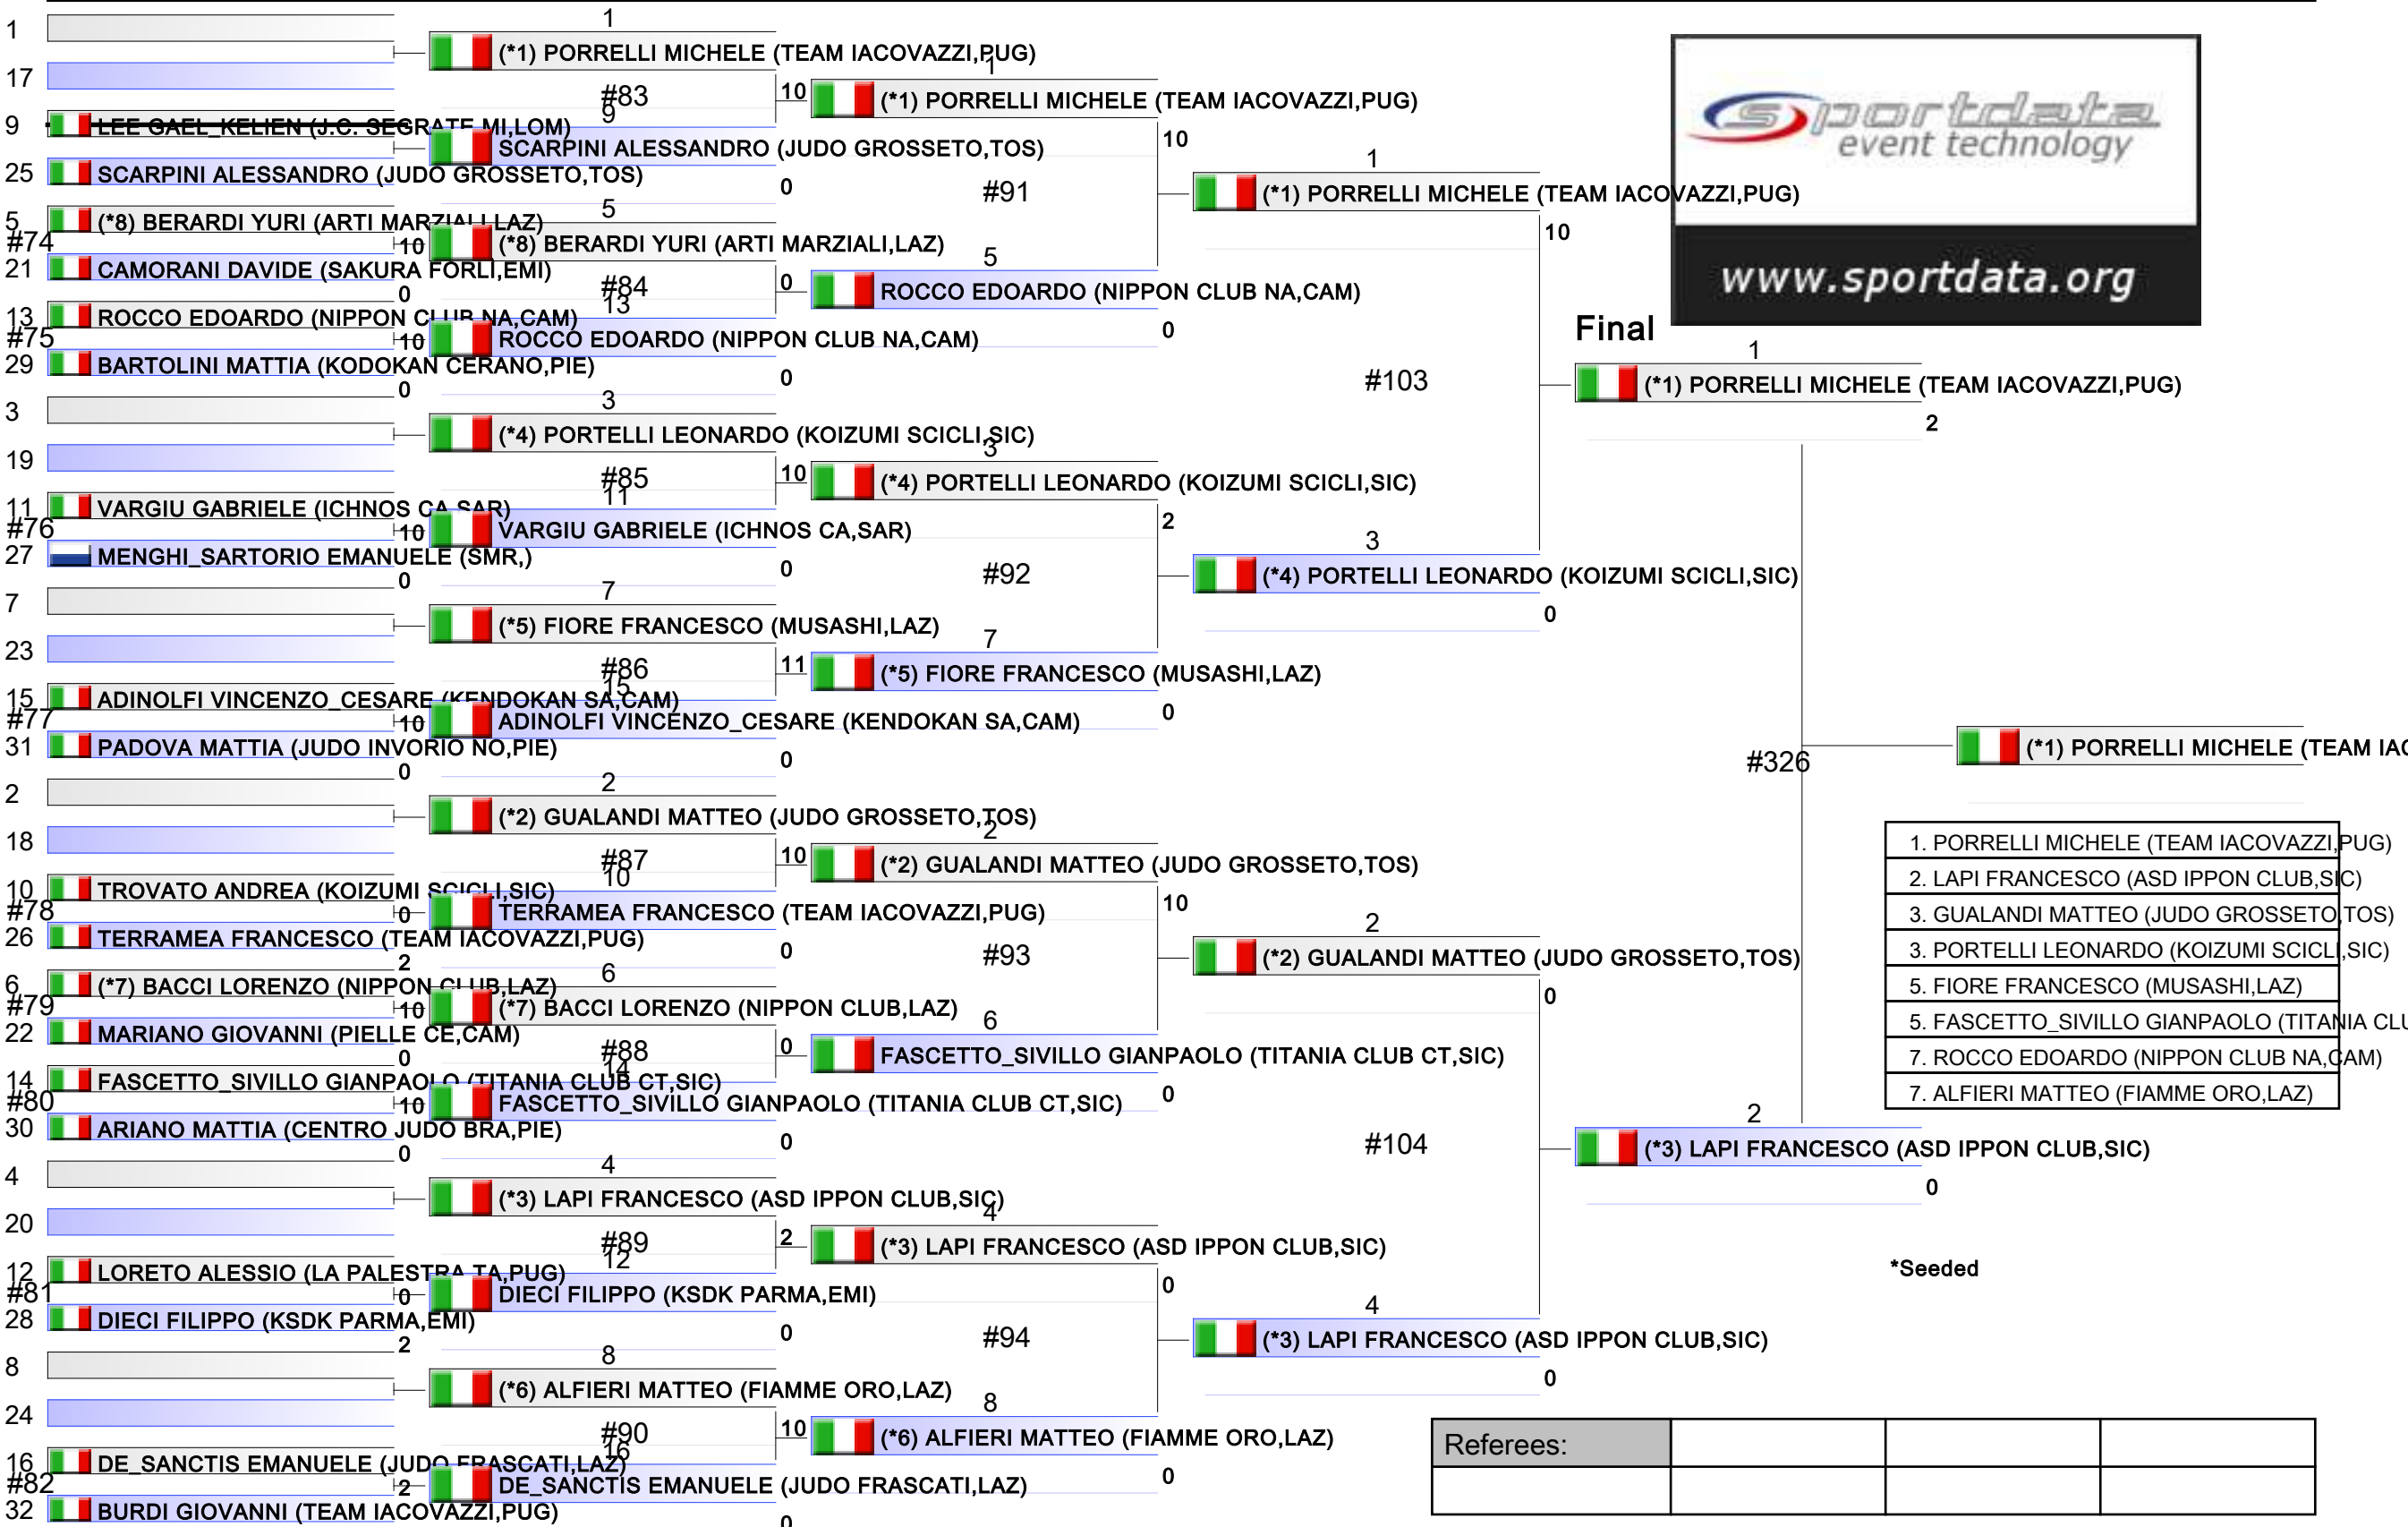 1
17
9 LEE GAEL_KELIEN (J.C. SEGRATE MI,LOM)
25 SCARPINI ALESSANDRO (JUDO GROSSETO,TOS)
5 (*8) BERARDI YURI (ARTI MARZIALI,LAZ)
#74 10
21 CAMORANI DAVIDE (SAKURA FORLÌ,EMI)
0
13 ROCCO EDOARDO (NIPPON CLUB NA,CAM)
#75 10
29 BARTOLINI MATTIA (KODOKAN CERANO,PIE)
0
3
19
11 VARGIU GABRIELE (ICHNOS CA,SAR)
#76 10
27 MENGHI_SARTORIO EMANUELE (SMR,)
0
7
23
15 ADINOLFI VINCENZO_CESARE (KENDOKAN SA,CAM)
#77 10
31 PADOVA MATTIA (JUDO INVORIO NO,PIE)
0
2
18
10 TROVATO ANDREA (KOIZUMI SCICLI,SIC)
#78 0
26 TERRAMEA FRANCESCO (TEAM IACOVAZZI,PUG)
2
6 (*7) BACCI LORENZO (NIPPON CLUB,LAZ)
#79 10
22 MARIANO GIOVANNI (PIELLE CE,CAM)
0
14 FASCETTO_SIVILLO GIANPAOLO (TITANIA CLUB CT,SIC)
#80 10
30 ARIANO MATTIA (CENTRO JUDO BRA,PIE)
0
4
20
12 LORETO ALESSIO (LA PALESTRA TA,PUG)
#81 0
28 DIECI FILIPPO (KSDK PARMA,EMI)
2
8
24
16 DE_SANCTIS EMANUELE (JUDO FRASCATI,LAZ)
#82 2
32 BURDI GIOVANNI (TEAM IACOVAZZI,PUG)
1
(*1) PORRELLI MICHELE (TEAM IACOVAZZI,PUG)
#83 10
9
SCARPINI ALESSANDRO (JUDO GROSSETO,TOS)
0
5
(*8) BERARDI YURI (ARTI MARZIALI,LAZ)
#84 0
13
ROCCO EDOARDO (NIPPON CLUB NA,CAM)
0
3
(*4) PORTELLI LEONARDO (KOIZUMI SCICLI,SIC)
#85 10
11
VARGIU GABRIELE (ICHNOS CA,SAR)
0
7
(*5) FIORE FRANCESCO (MUSASHI,LAZ)
#86 11
15
ADINOLFI VINCENZO_CESARE (KENDOKAN SA,CAM)
0
2
(*2) GUALANDI MATTEO (JUDO GROSSETO,TOS)
#87 10
10
TERRAMEA FRANCESCO (TEAM IACOVAZZI,PUG)
0
6
(*7) BACCI LORENZO (NIPPON CLUB,LAZ)
#88 0
14
FASCETTO_SIVILLO GIANPAOLO (TITANIA CLUB CT,SIC)
0
4
(*3) LAPI FRANCESCO (ASD IPPON CLUB,SIC)
#89 2
12
DIECI FILIPPO (KSDK PARMA,EMI)
0
8
(*6) ALFIERI MATTEO (FIAMME ORO,LAZ)
#90 10
16
DE_SANCTIS EMANUELE (JUDO FRASCATI,LAZ)
0
1
(*1) PORRELLI MICHELE (TEAM IACOVAZZI,PUG)
10
#91
5
ROCCO EDOARDO (NIPPON CLUB NA,CAM)
0
3
(*4) PORTELLI LEONARDO (KOIZUMI SCICLI,SIC)
2
#92
7
(*5) FIORE FRANCESCO (MUSASHI,LAZ)
0
2
(*2) GUALANDI MATTEO (JUDO GROSSETO,TOS)
10
#93
6
FASCETTO_SIVILLO GIANPAOLO (TITANIA CLUB CT,SIC)
0
4
(*3) LAPI FRANCESCO (ASD IPPON CLUB,SIC)
0
#94
8
(*6) ALFIERI MATTEO (FIAMME ORO,LAZ)
0
1
(*1) PORRELLI MICHELE (TEAM IACOVAZZI,PUG)
10
#103
3
(*4) PORTELLI LEONARDO (KOIZUMI SCICLI,SIC)
0
2
(*2) GUALANDI MATTEO (JUDO GROSSETO,TOS)
0
#104
4
(*3) LAPI FRANCESCO (ASD IPPON CLUB,SIC)
0
sportdata
event technology
www.sportdata.org
Final
1
(*1) PORRELLI MICHELE (TEAM IACOVAZZI,PUG)
2
#326
2
(*3) LAPI FRANCESCO (ASD IPPON CLUB,SIC)
0
(*1) PORRELLI MICHELE (TEAM IAC
1. PORRELLI MICHELE (TEAM IACOVAZZI,PUG)
2. LAPI FRANCESCO (ASD IPPON CLUB,SIC)
3. GUALANDI MATTEO (JUDO GROSSETO,TOS)
3. PORTELLI LEONARDO (KOIZUMI SCICLI,SIC)
5. FIORE FRANCESCO (MUSASHI,LAZ)
5. FASCETTO_SIVILLO GIANPAOLO (TITANIA CLU
7. ROCCO EDOARDO (NIPPON CLUB NA,CAM)
7. ALFIERI MATTEO (FIAMME ORO,LAZ)
*Seeded
Referees: